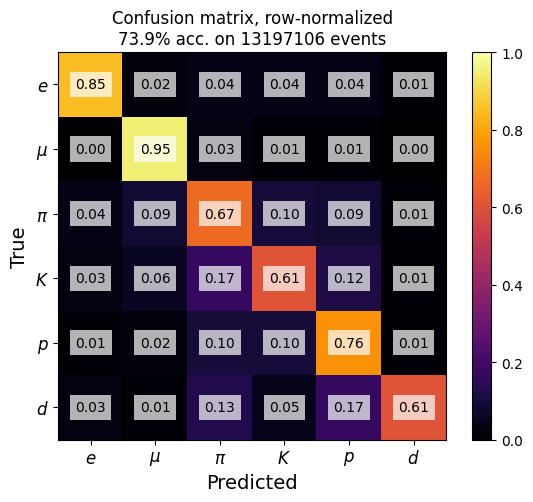 Confusion matrix, row-normalized
73.9% acc. on 13197106 events
True
e 0.85 0.02 0.04 0.04 0.04 0.01
μ 0.00 0.95 0.03 0.01 0.01 0.00
π 0.04 0.09 0.67 0.10 0.09 0.01
K 0.03 0.06 0.17 0.61 0.12 0.01
p 0.01 0.02 0.10 0.10 0.76 0.01
d 0.03 0.01 0.13 0.05 0.17 0.61
e μ π K p d
Predicted
1.0
0.8
0.6
0.4
0.2
0.0